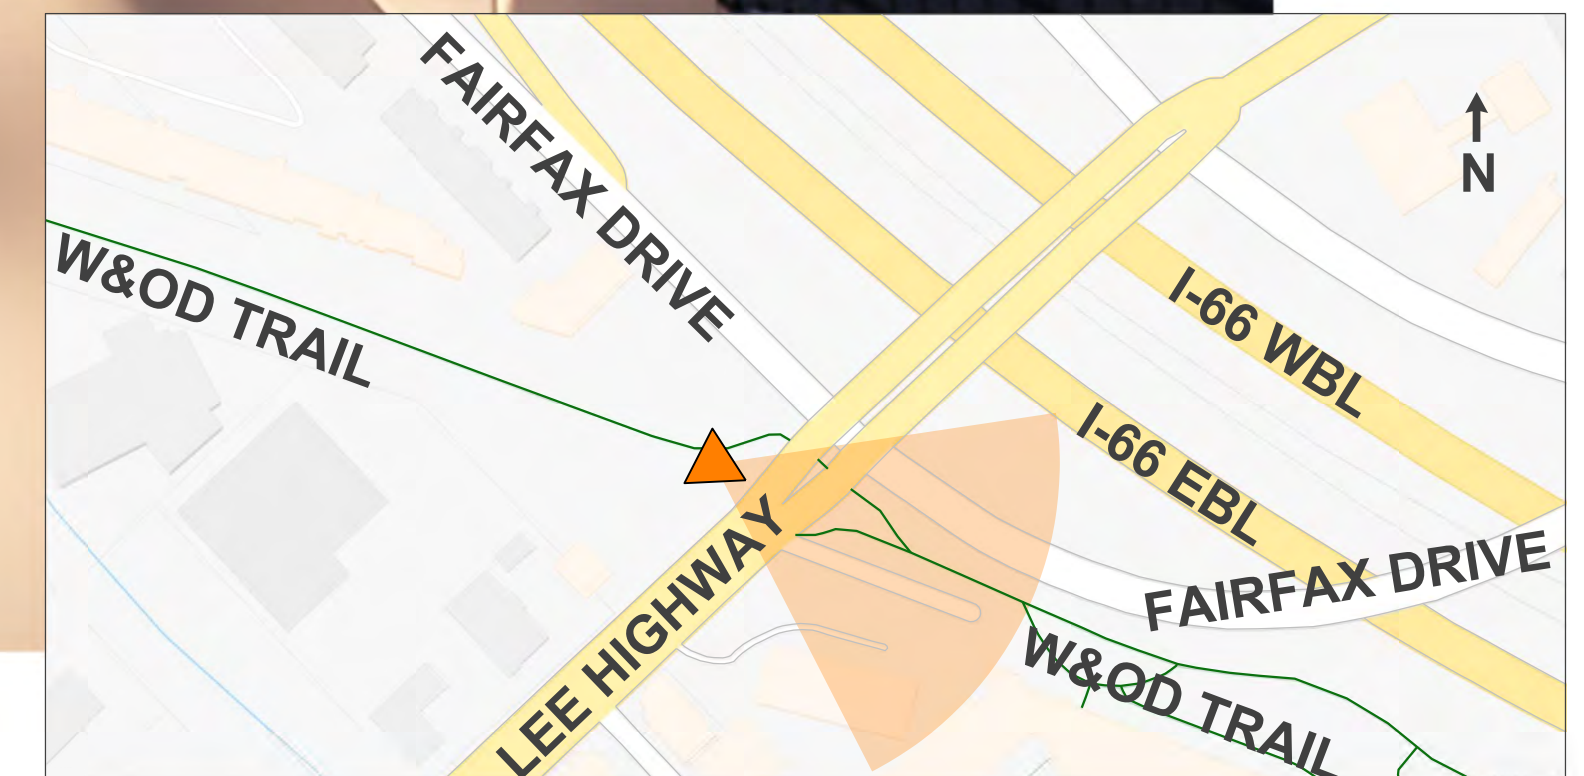 FAIRFAX DRIVE
N
W&OD TRAIL
I-66 WBL
I-66 EBL
LEE HIGHWAY
FAIRFAX DRIVE
W&OD TRAIL